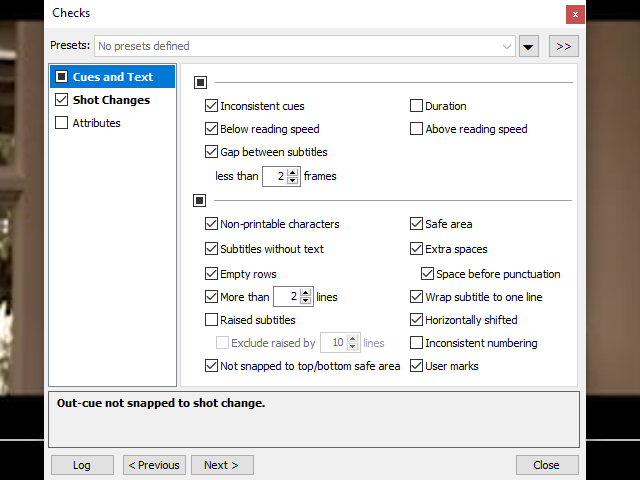 Checks
Presets: No presets defined >>
Cues and Text
Shot Changes
Attributes
Inconsistent cues Duration
Below reading speed Above reading speed
Gap between subtitles
less than 2 frames
Non-printable characters Safe area
Subtitles without text Extra spaces
Empty rows Space before punctuation
More than 2 lines Wrap subtitle to one line
Raised subtitles Horizontally shifted
Exclude raised by 10 lines Inconsistent numbering
Not snapped to top/bottom safe area User marks
Out-cue not snapped to shot change.
Log < Previous Next > Close